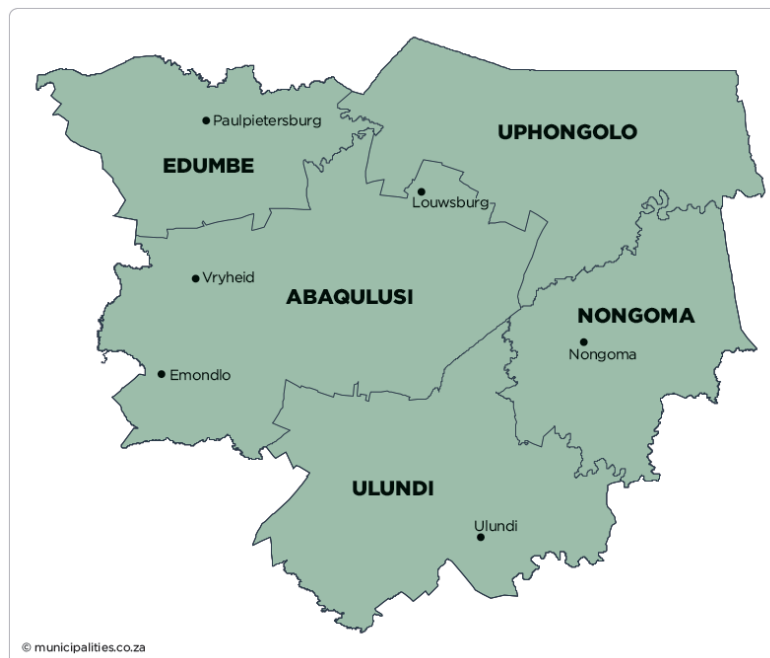 Paulpietersburg
UPHONGOLO
EDUMBE
Louwsburg
Vryheid
ABAQULUSI
NONGOMA
Nongoma
Emondlo
ULUNDI
Ulundi
© municipalities.co.za